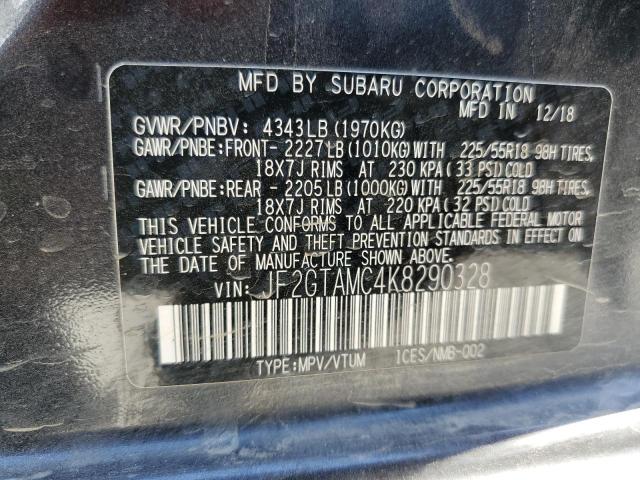 MFD BY SUBARU CORPORATION
MFD IN 12/18
GVWR/PNBV: 4343LB (1970KG)
GAWR/PNBE:FRONT- 2227LB (1010KG) WITH 225/55R18 98H TIRES,
18X7J RIMS AT 230 KPA (33 PSI) COLD
GAWR/PNBE:REAR - 2205LB (1000KG) WITH 225/55R18 98H TIRES,
18X7J RIMS AT 220 KPA (32 PSI) COLD
THIS VEHICLE CONFORMS TO ALL APPLICABLE FEDERAL MOTOR
VEHICLE SAFETY AND THEFT PREVENTION STANDARDS IN EFFECT
ON THE DATE OF MANUFACTURE SHOWN ABOVE.
VIN: JF2GTAMC4K8290328
TYPE:MPV/VTUM ICES/NMB-002